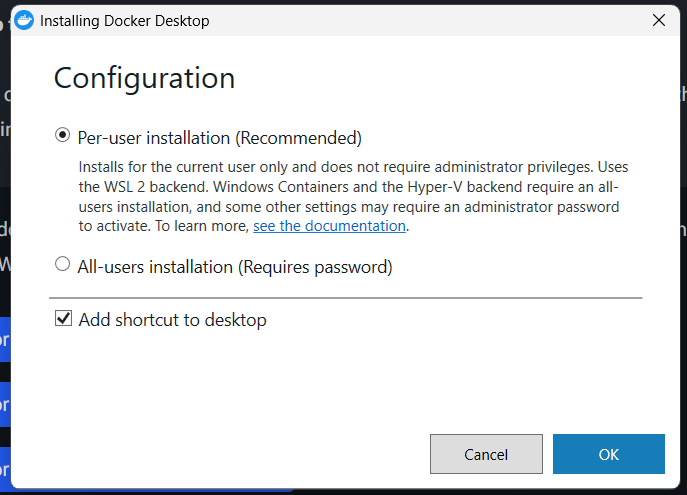 Installing Docker Desktop
Configuration
Per-user installation (Recommended)
Installs for the current user only and does not require administrator privileges. Uses
the WSL 2 backend. Windows Containers and the Hyper-V backend require an all-
users installation, and some other settings may require an administrator password
to activate. To learn more, see the documentation.
All-users installation (Requires password)
Add shortcut to desktop
Cancel
OK